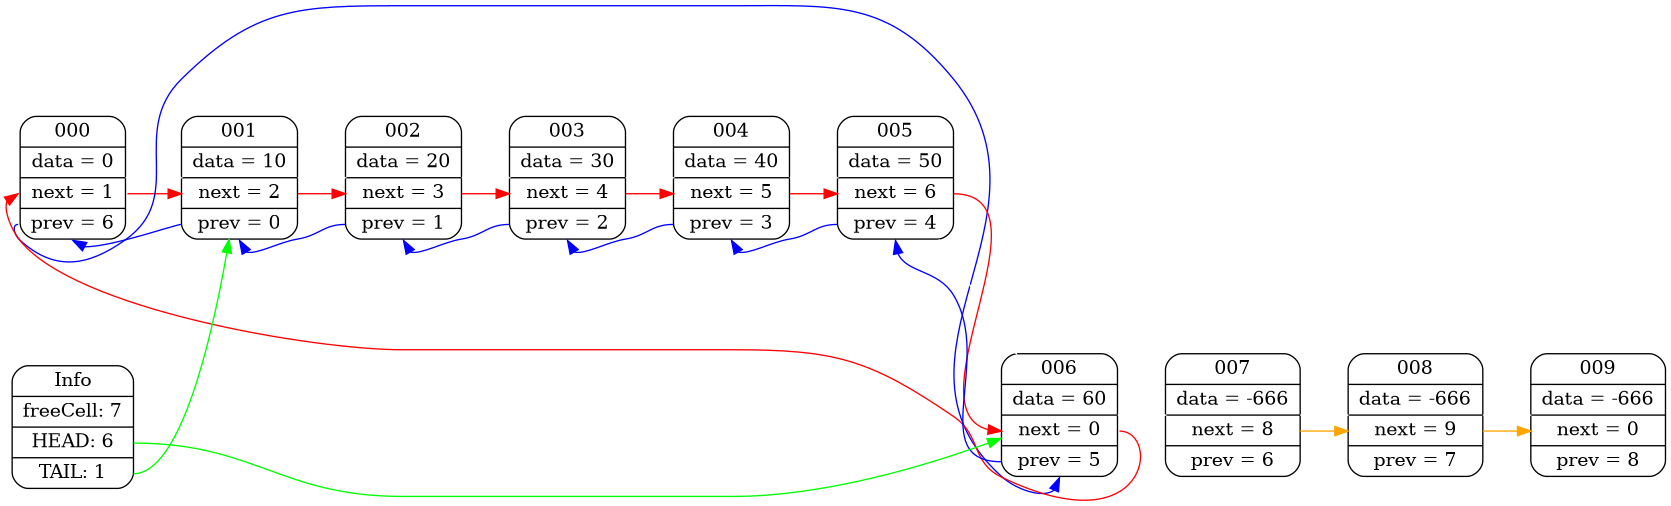 000
data = 0
next = 1
prev = 6
001
data = 10
next = 2
prev = 0
002
data = 20
next = 3
prev = 1
003
data = 30
next = 4
prev = 2
004
data = 40
next = 5
prev = 3
005
data = 50
next = 6
prev = 4
Info
freeCell: 7
HEAD: 6
TAIL: 1
006
data = 60
next = 0
prev = 5
007
data = -666
next = 8
prev = 6
008
data = -666
next = 9
prev = 7
009
data = -666
next = 0
prev = 8